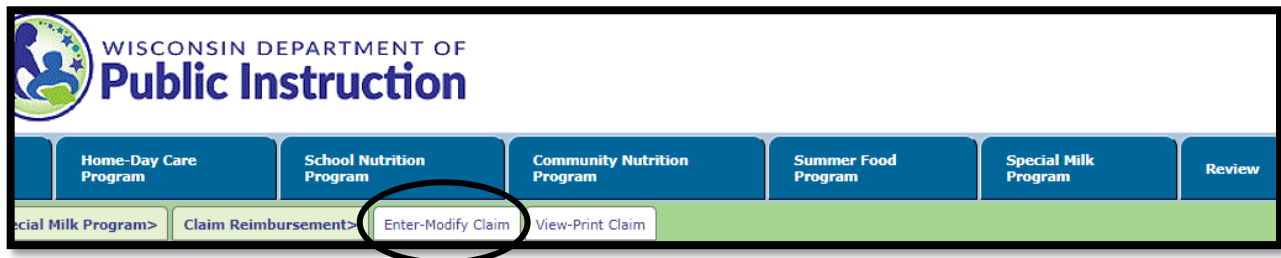 WISCONSIN DEPARTMENT OF
Public Instruction
Home-Day Care
Program
School Nutrition
Program
Community Nutrition
Program
Summer Food
Program
Special Milk
Program
Review
ecial Milk Program>
Claim Reimbursement>
Enter-Modify Claim
View-Print Claim